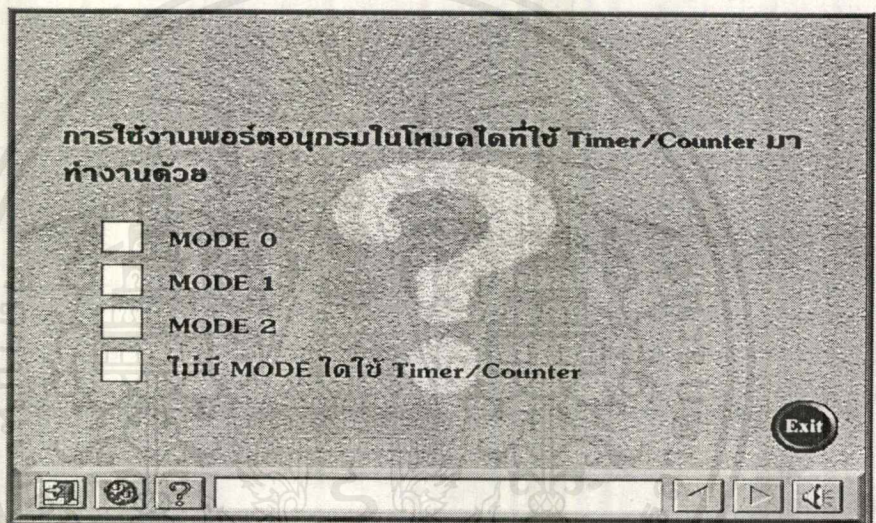 การใช้งานพอร์ตอนุกรมในโหมดใดที่ใช้ Timer/Counter มา
ทำงานด้วย
MODE 0
MODE 1
MODE 2
ไม่มี MODE ใดใช้ Timer/Counter
Exit
?